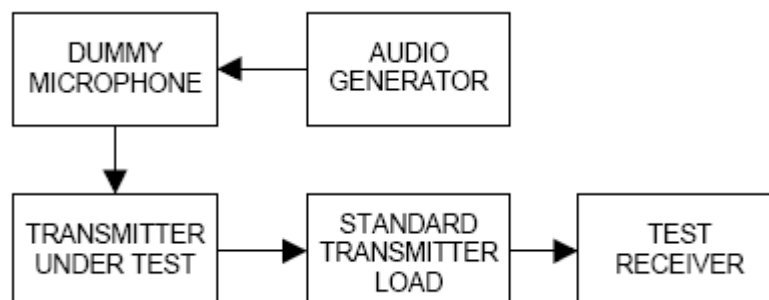 DUMMY
MICROPHONE
AUDIO
GENERATOR
TRANSMITTER
UNDER TEST
STANDARD
TRANSMITTER
LOAD
TEST
RECEIVER